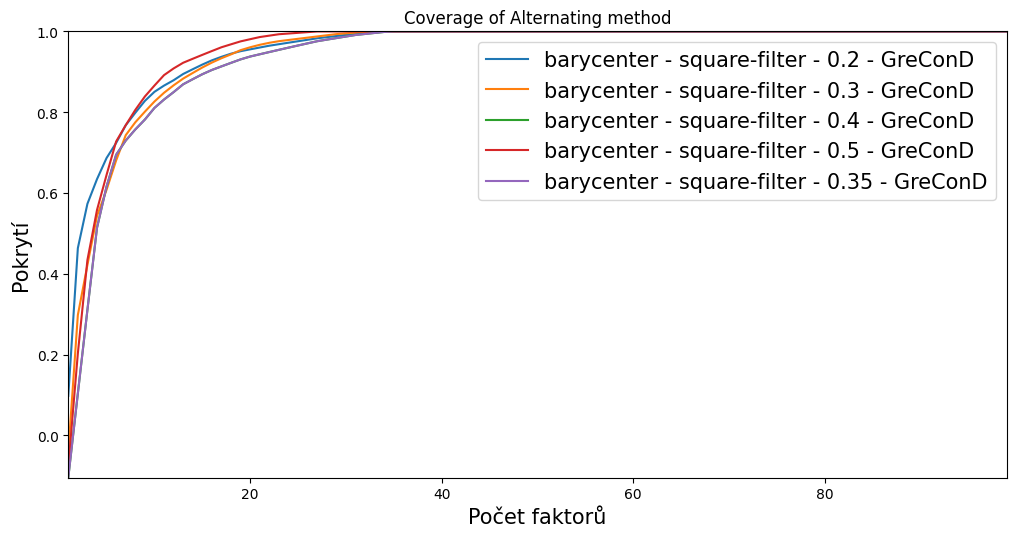 Coverage of Alternating method
1.0
0.8
0.6
0.4
0.2
0.0
Pokrytí
barycenter - square-filter - 0.2 - GreConD
barycenter - square-filter - 0.3 - GreConD
barycenter - square-filter - 0.4 - GreConD
barycenter - square-filter - 0.5 - GreConD
barycenter - square-filter - 0.35 - GreConD
20
40
60
80
Počet faktorů